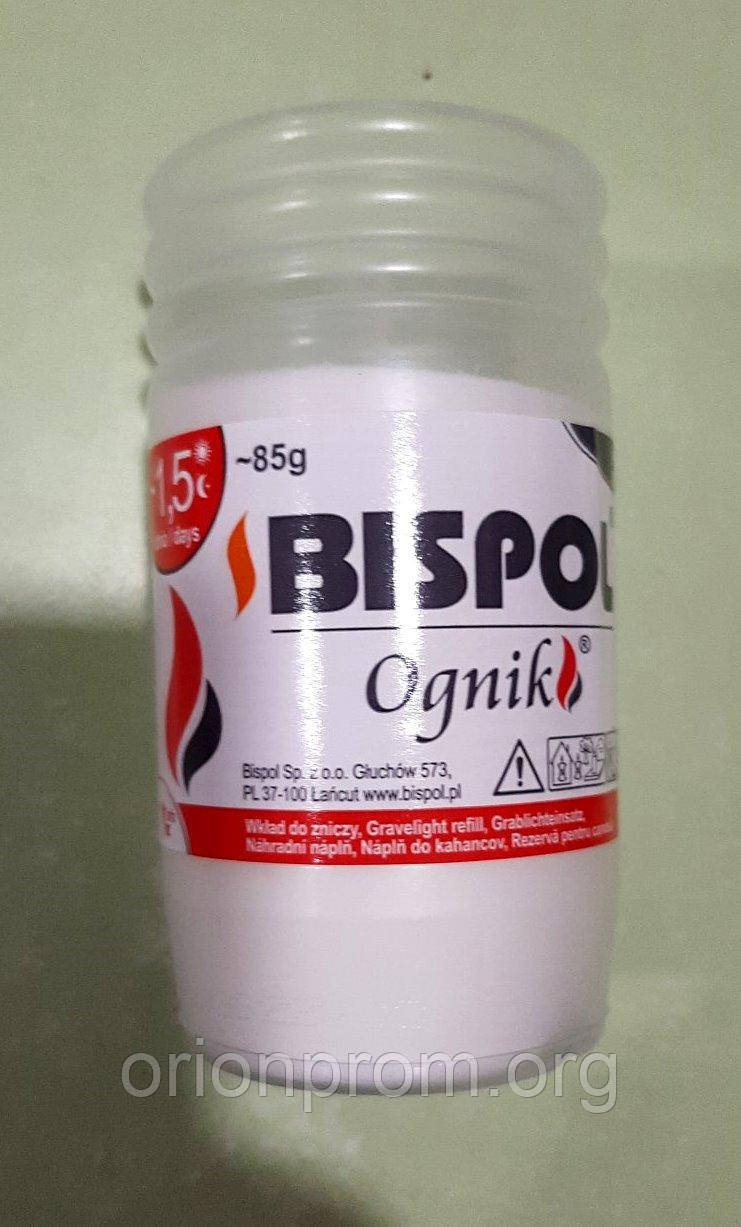 ~1,5
days
~85g
BISPOL
Ognik®
Bispol Sp. z o.o. Głuchów 573,
PL 37-100 Łańcut www.bispol.pl
Wkład do zniczy, Gravelight refill, Grablichteinsatz,
Náhradní náplň, Náplň do kahancov, Rezervă pentru
orionprom.org